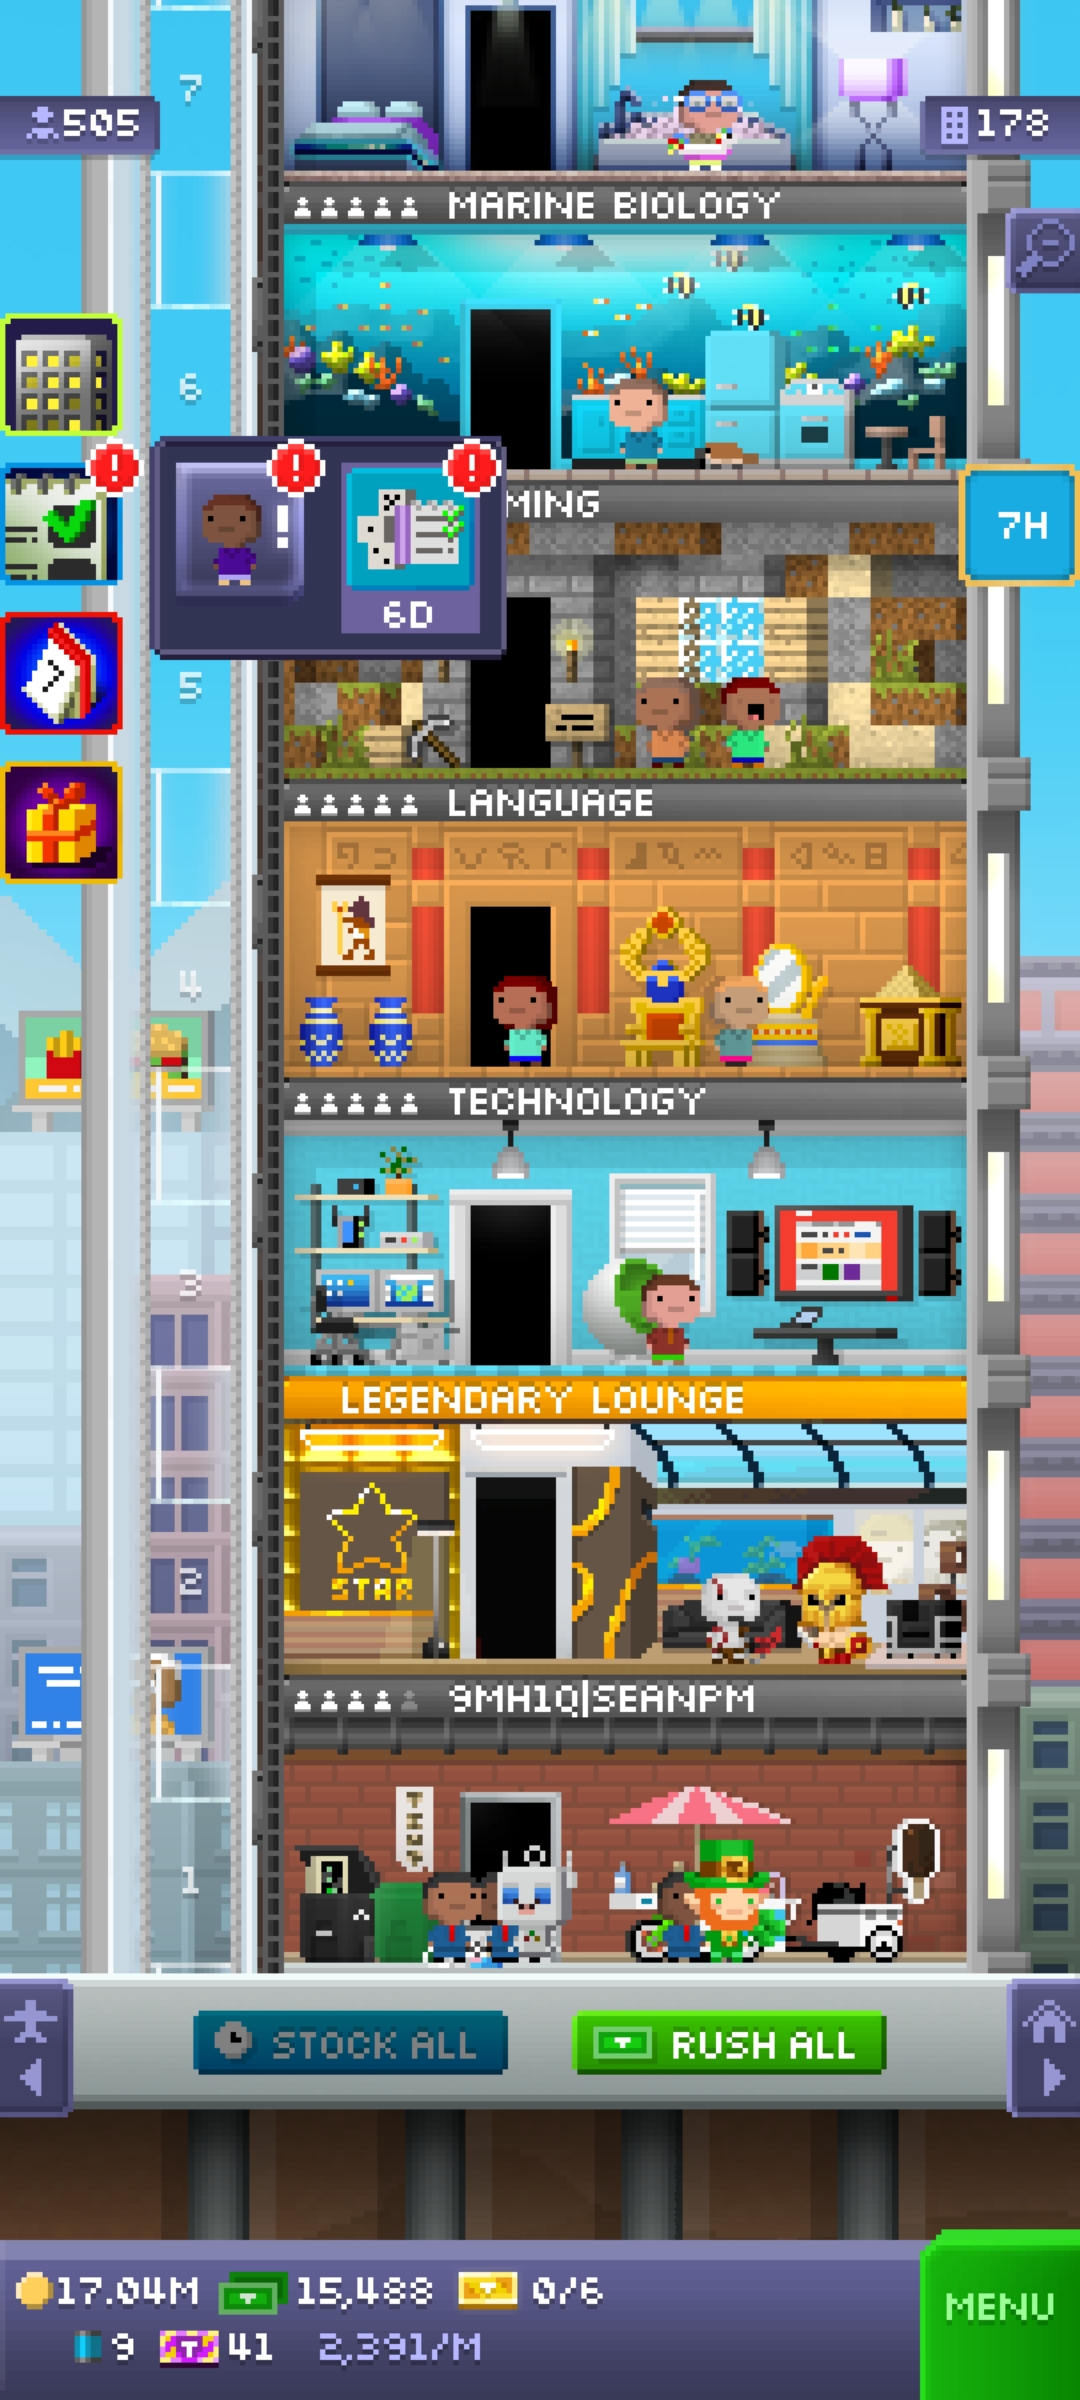 7
505
178
MARINE BIOLOGY
6
!
!
!
!
MING
7H
6D
5
LANGUAGE
4
TECHNOLOGY
3
LEGENDARY LOUNGE
STAR
2
9MH1Q|SEANPM
1
STOCK ALL
RUSH ALL
17.04M 15,488 0/6
9 41 2,391/M
MENU